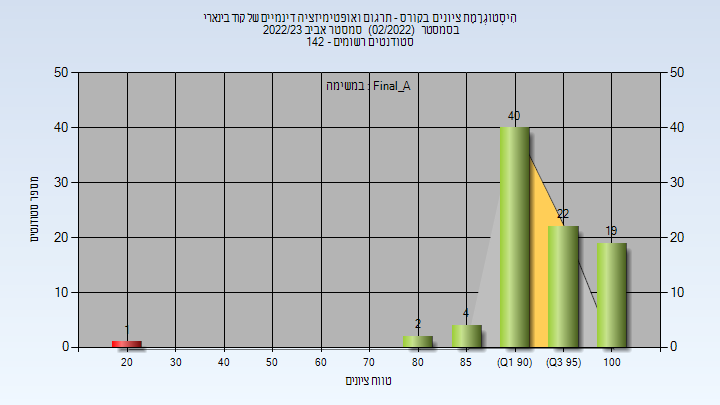 היסטוגרמת ציונים בקורס - תרגום ואופטימיזציה דינמיים של קוד בינארי
בסמסטר (02/2022) סמסטר אביב 2022/23
סטודנטים רשומים - 142
במשימה : Final_A
50 50
40 40
30 30
20 20
10 10
0 0
1 2 4 40 22 19
20 30 40 50 60 70 80 85 (Q1 90) (Q3 95) 100
מספר סטודנטים
טווח ציונים